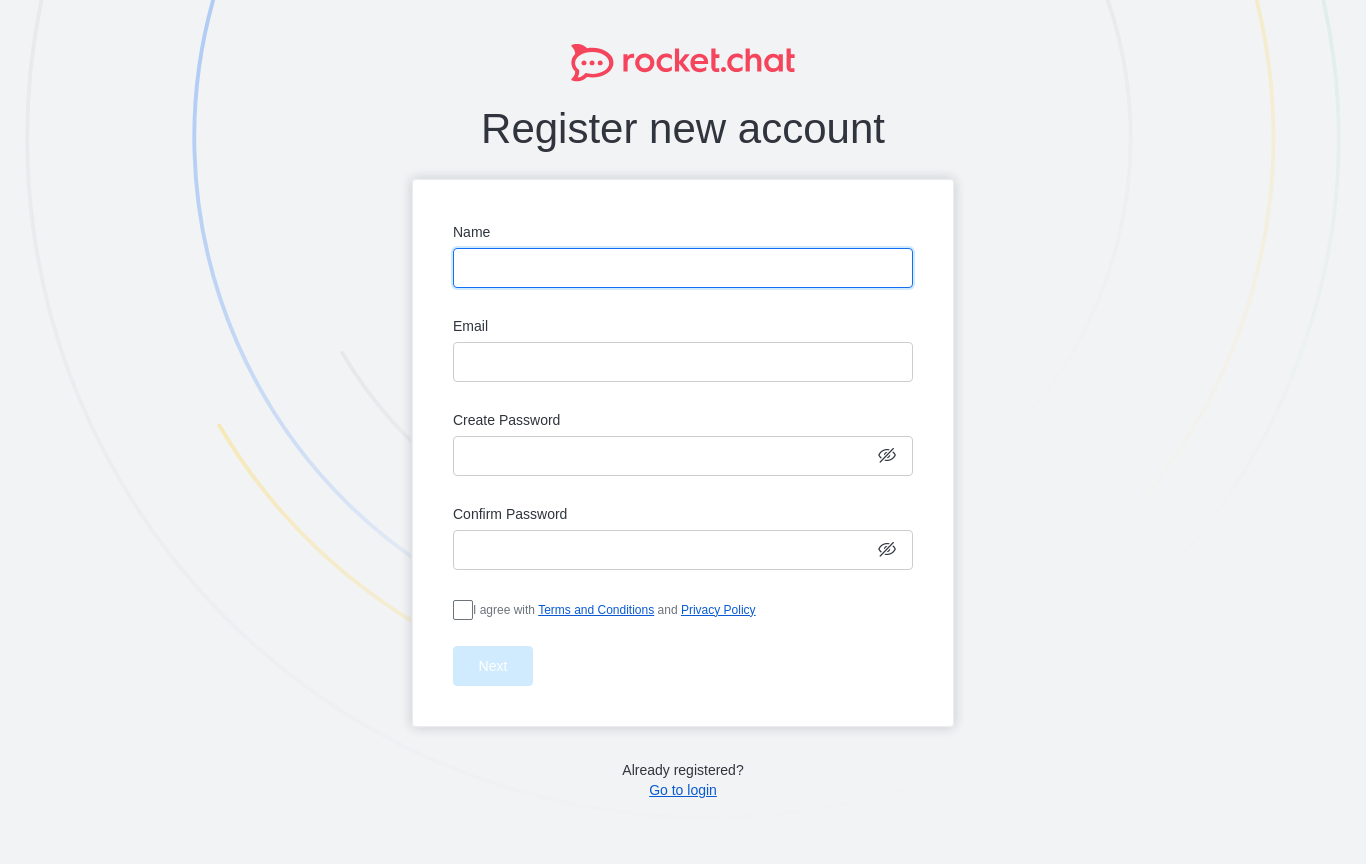 rocket.chat
Register new account
Name
Email
Create Password
Confirm Password
I agree with Terms and Conditions and Privacy Policy
Next
Already registered?
Go to login